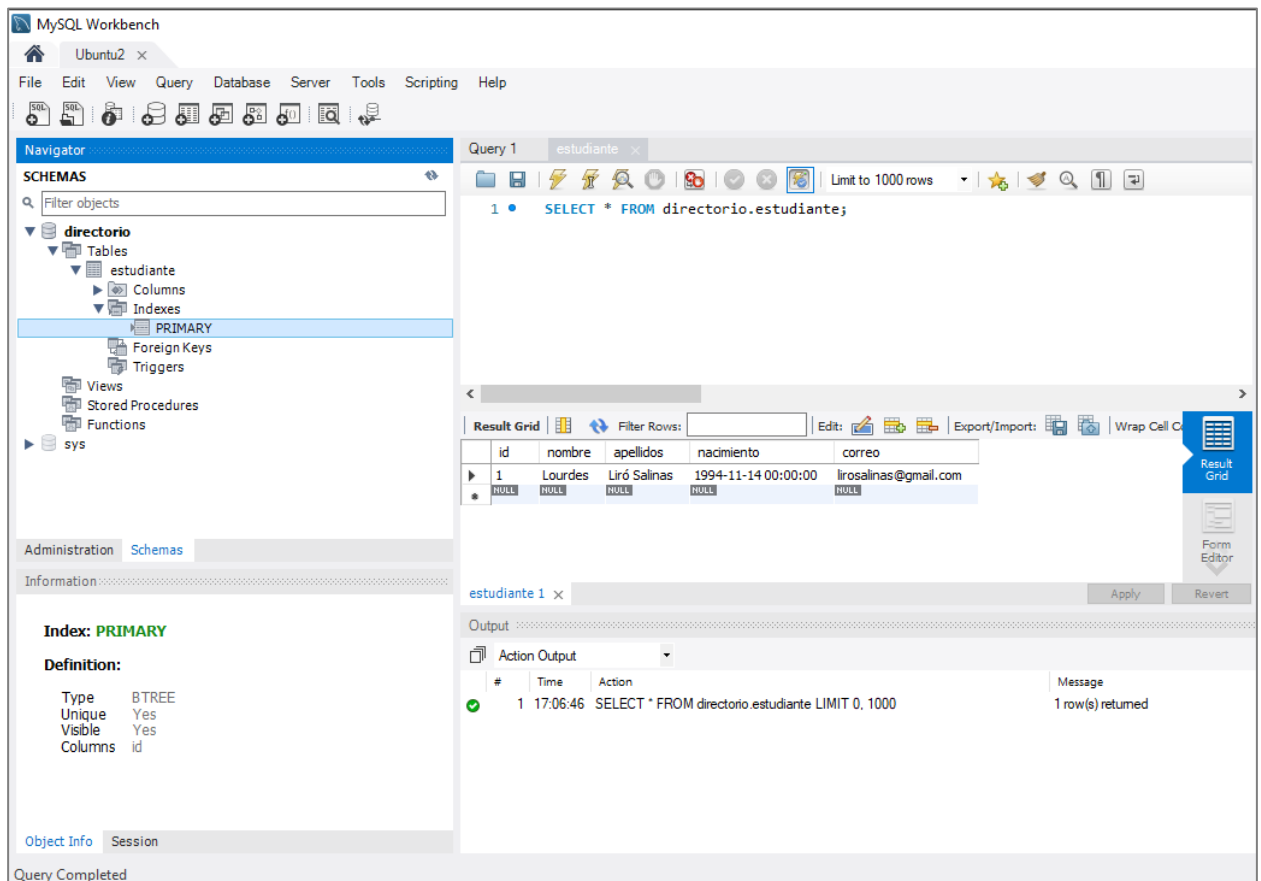 MySQL Workbench
Ubuntu2
File Edit View Query Database Server Tools Scripting Help
Navigator
SCHEMAS
Filter objects
directorio
Tables
estudiante
Columns
Indexes
PRIMARY
Foreign Keys
Triggers
Views
Stored Procedures
Functions
sys
Administration Schemas
Information
Index: PRIMARY
Definition:
Type BTREE
Unique Yes
Visible Yes
Columns id
Object Info Session
Query 1 estudiante
Limit to 1000 rows
1 SELECT * FROM directorio.estudiante;
Result Grid Filter Rows: Edit: Export/Import: Wrap Cell
id nombre apellidos nacimiento correo
1 Lourdes Liró Salinas 1994-11-14 00:00:00 lirosalinas@gmail.com
NULL NULL NULL NULL NULL
Result
Grid
Form
Editor
estudiante 1 Apply Revert
Output
Action Output
# Time Action Message
1 17:06:46 SELECT * FROM directorio.estudiante LIMIT 0, 1000 1 row(s) returned
Query Completed